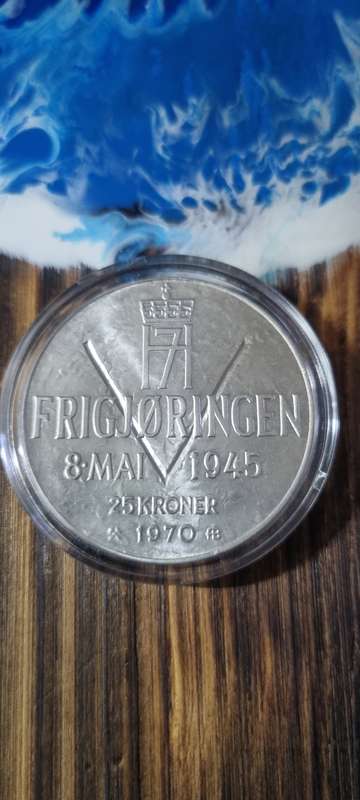 H7
FRIGJØRINGEN
8·MAI V 1945
25 KRONER
1970